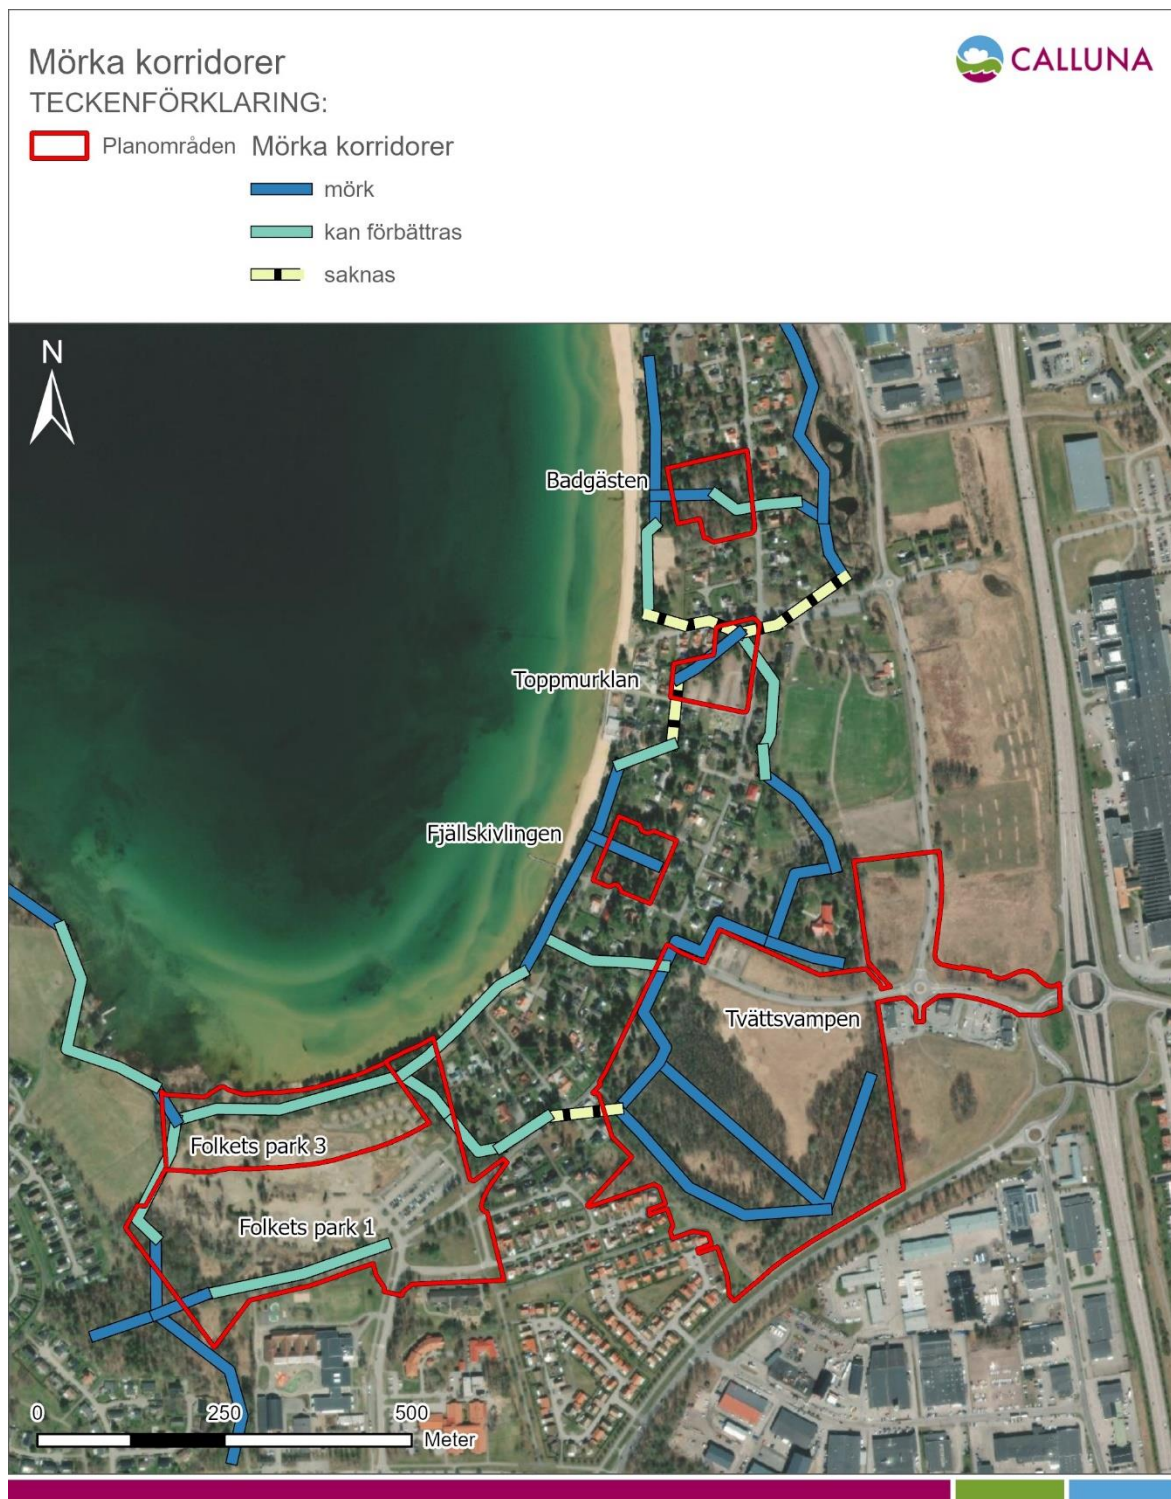 Mörka korridorer
CALLUNA
TECKENFÖRKLARING:
Planområden
Mörka korridorer
mörk
kan förbättras
saknas
N
Badgästen
Toppmurklan
Fjällskivlingen
Tvättsvampen
Folkets park 3
Folkets park 1
0 250 500
Meter